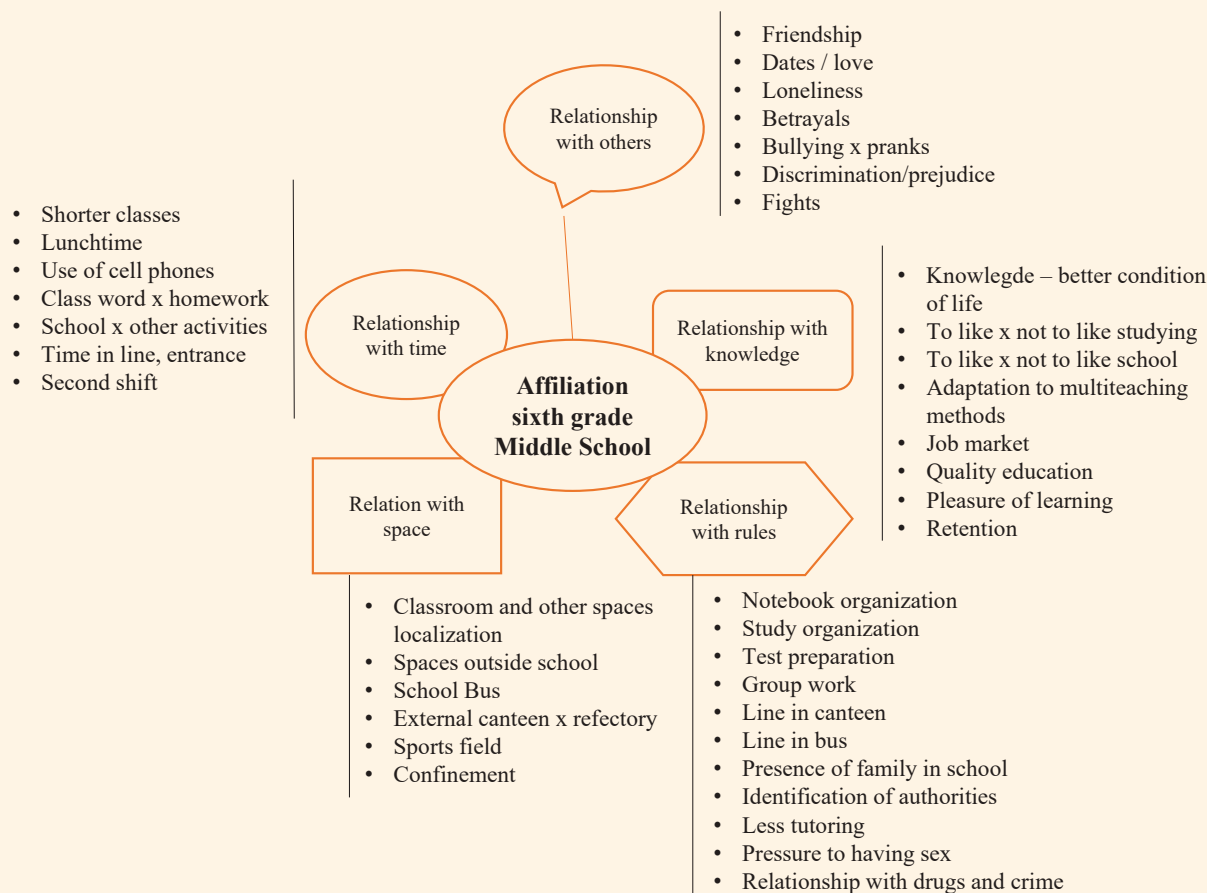 Relationship
with others
• Friendship
• Dates / love
• Loneliness
• Betrayals
• Bullying x pranks
• Discrimination/prejudice
• Fights
• Shorter classes
• Lunchtime
• Use of cell phones
• Class word x homework
• School x other activities
• Time in line, entrance
• Second shift
Relationship
with time
Relationship with
knowledge
• Knowlegde – better condition
of life
• To like x not to like studying
• To like x not to like school
• Adaptation to multiteaching
methods
• Job market
• Quality education
• Pleasure of learning
• Retention
Affiliation
sixth grade
Middle School
Relation with
space
• Classroom and other spaces
localization
• Spaces outside school
• School Bus
• External canteen x refectory
• Sports field
• Confinement
Relationship
with rules
• Notebook organization
• Study organization
• Test preparation
• Group work
• Line in canteen
• Line in bus
• Presence of family in school
• Identification of authorities
• Less tutoring
• Pressure to having sex
• Relationship with drugs and crime